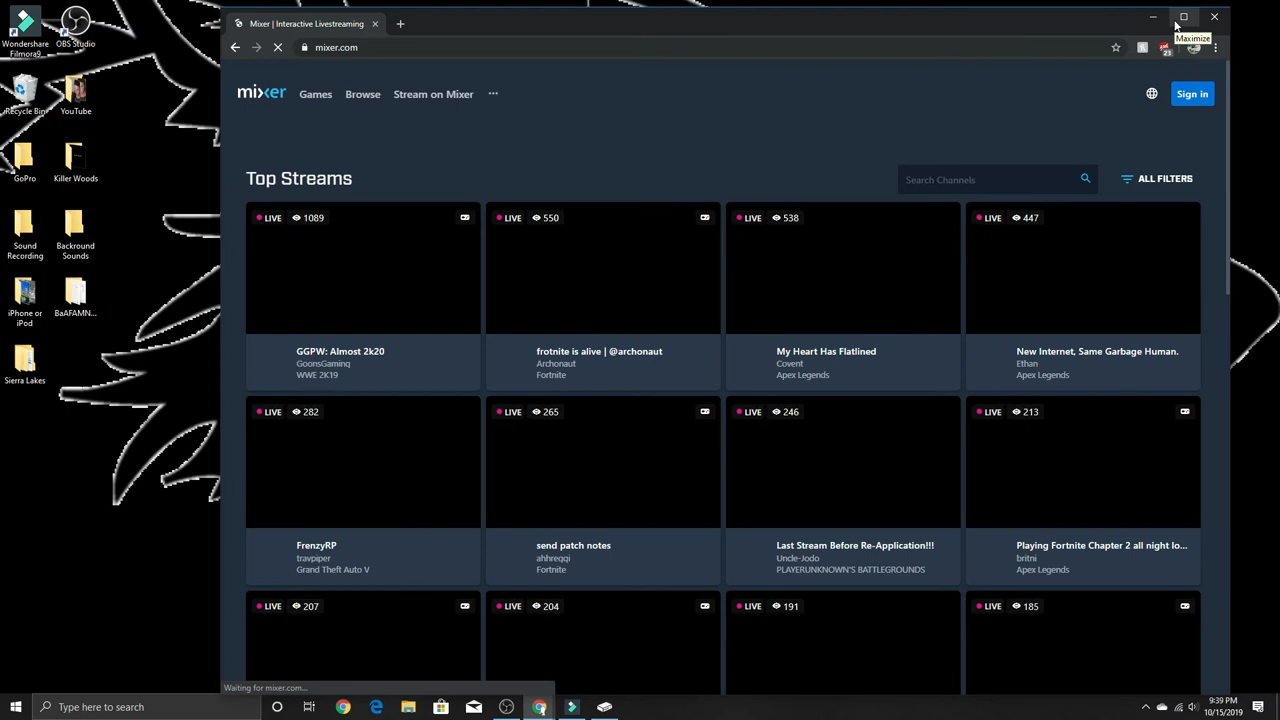 Wondershare
Filmora9
OBS Studio
Recycle Bin
YouTube
GoPro
Killer Woods
Sound
Recording
Backround
Sounds
iPhone or
iPod
BaAFAMN...
Sierra Lakes
Mixer | Interactive Livestreaming
Maximize
mixer.com
23
mixer
Games
Browse
Stream on Mixer
Sign in
Top Streams
Search Channels
ALL FILTERS
LIVE 1089
LIVE 550
LIVE 538
LIVE 447
GGPW: Almost 2k20
GoonsGaming
WWE 2K19
frotnite is alive | @archonaut
Archonaut
Fortnite
My Heart Has Flatlined
Covent
Apex Legends
New Internet, Same Garbage Human.
Ethan
Apex Legends
LIVE 282
LIVE 265
LIVE 246
LIVE 213
FrenzyRP
travpiper
Grand Theft Auto V
send patch notes
ahhreggi
Fortnite
Last Stream Before Re-Application!!!
Uncle-Jodo
PLAYERUNKNOWN'S BATTLEGROUNDS
Playing Fortnite Chapter 2 all night lo...
britni
Apex Legends
LIVE 207
LIVE 204
LIVE 191
LIVE 185
Waiting for mixer.com...
Type here to search
9:39 PM
10/15/2019